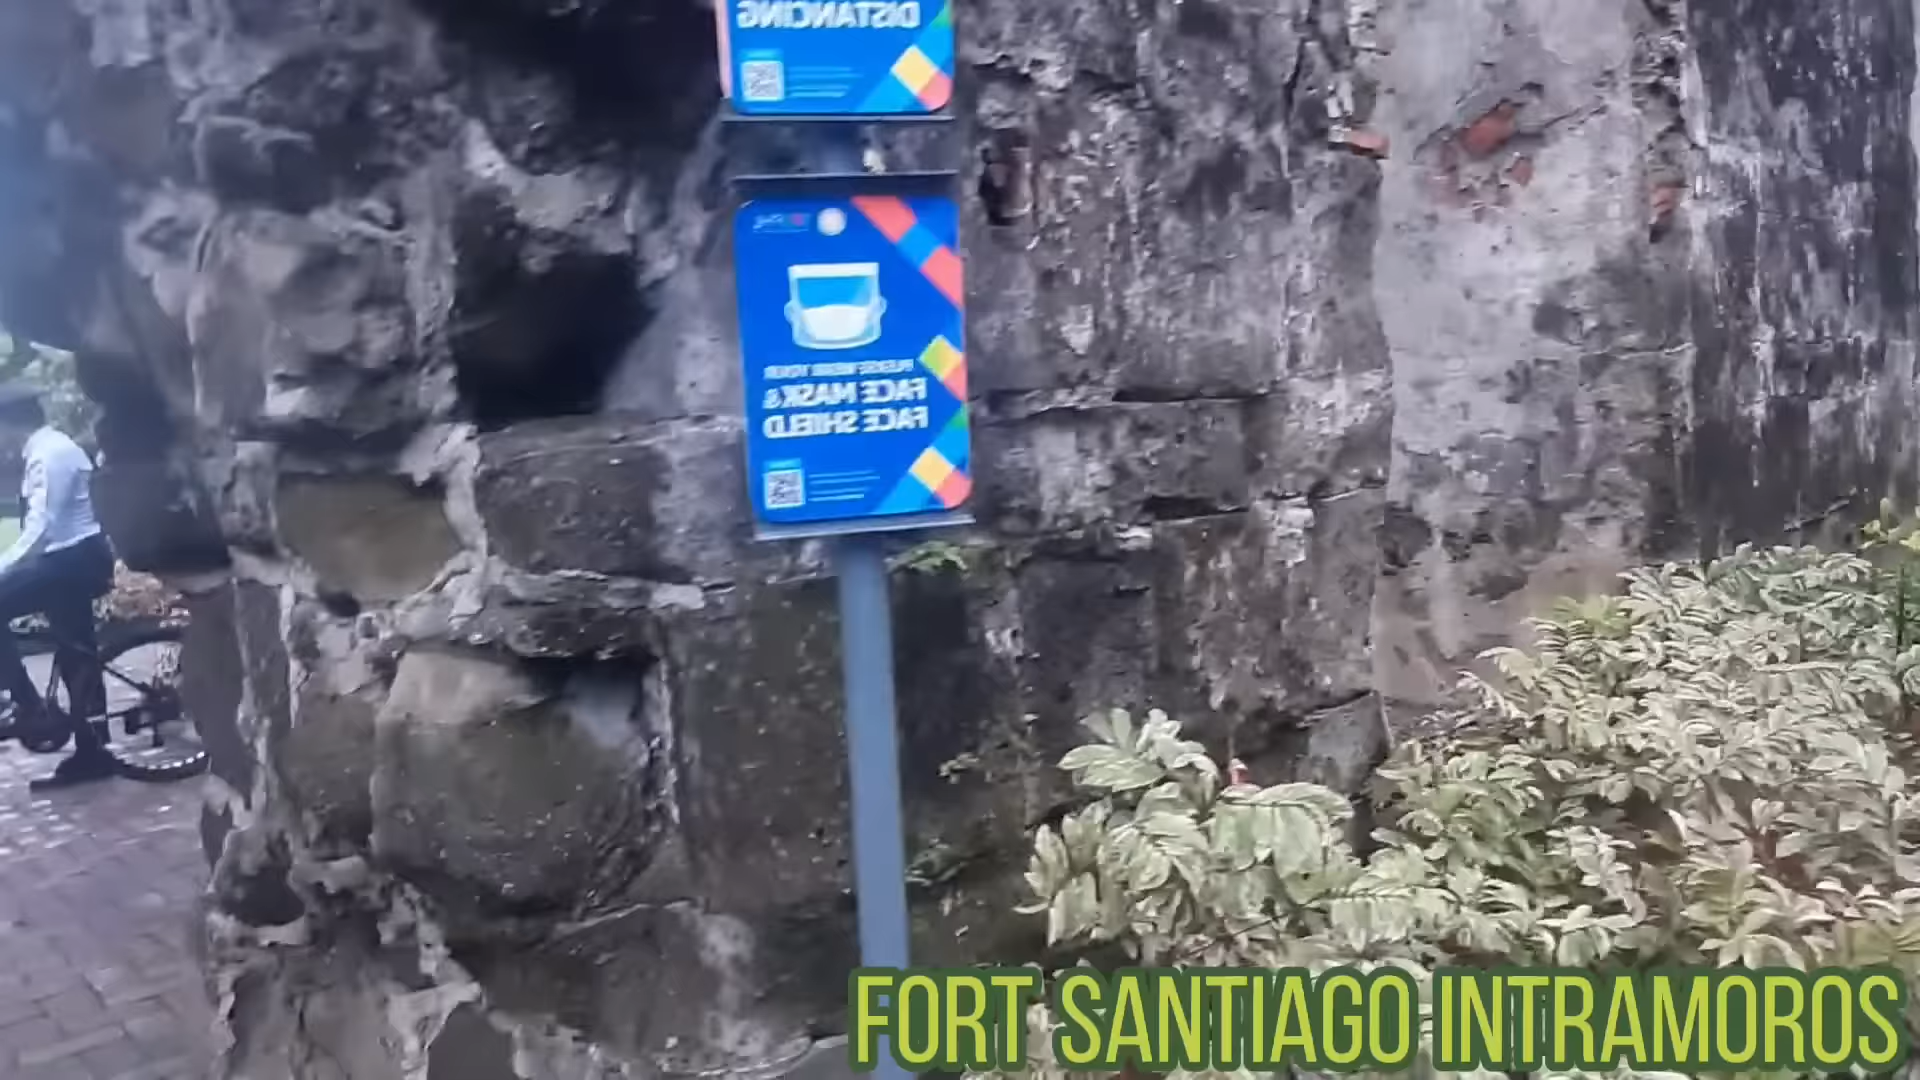 DISTANCING
PLEASE WEAR YOUR
FACE MASK &
FACE SHIELD
FORT SANTIAGO INTRAMOROS